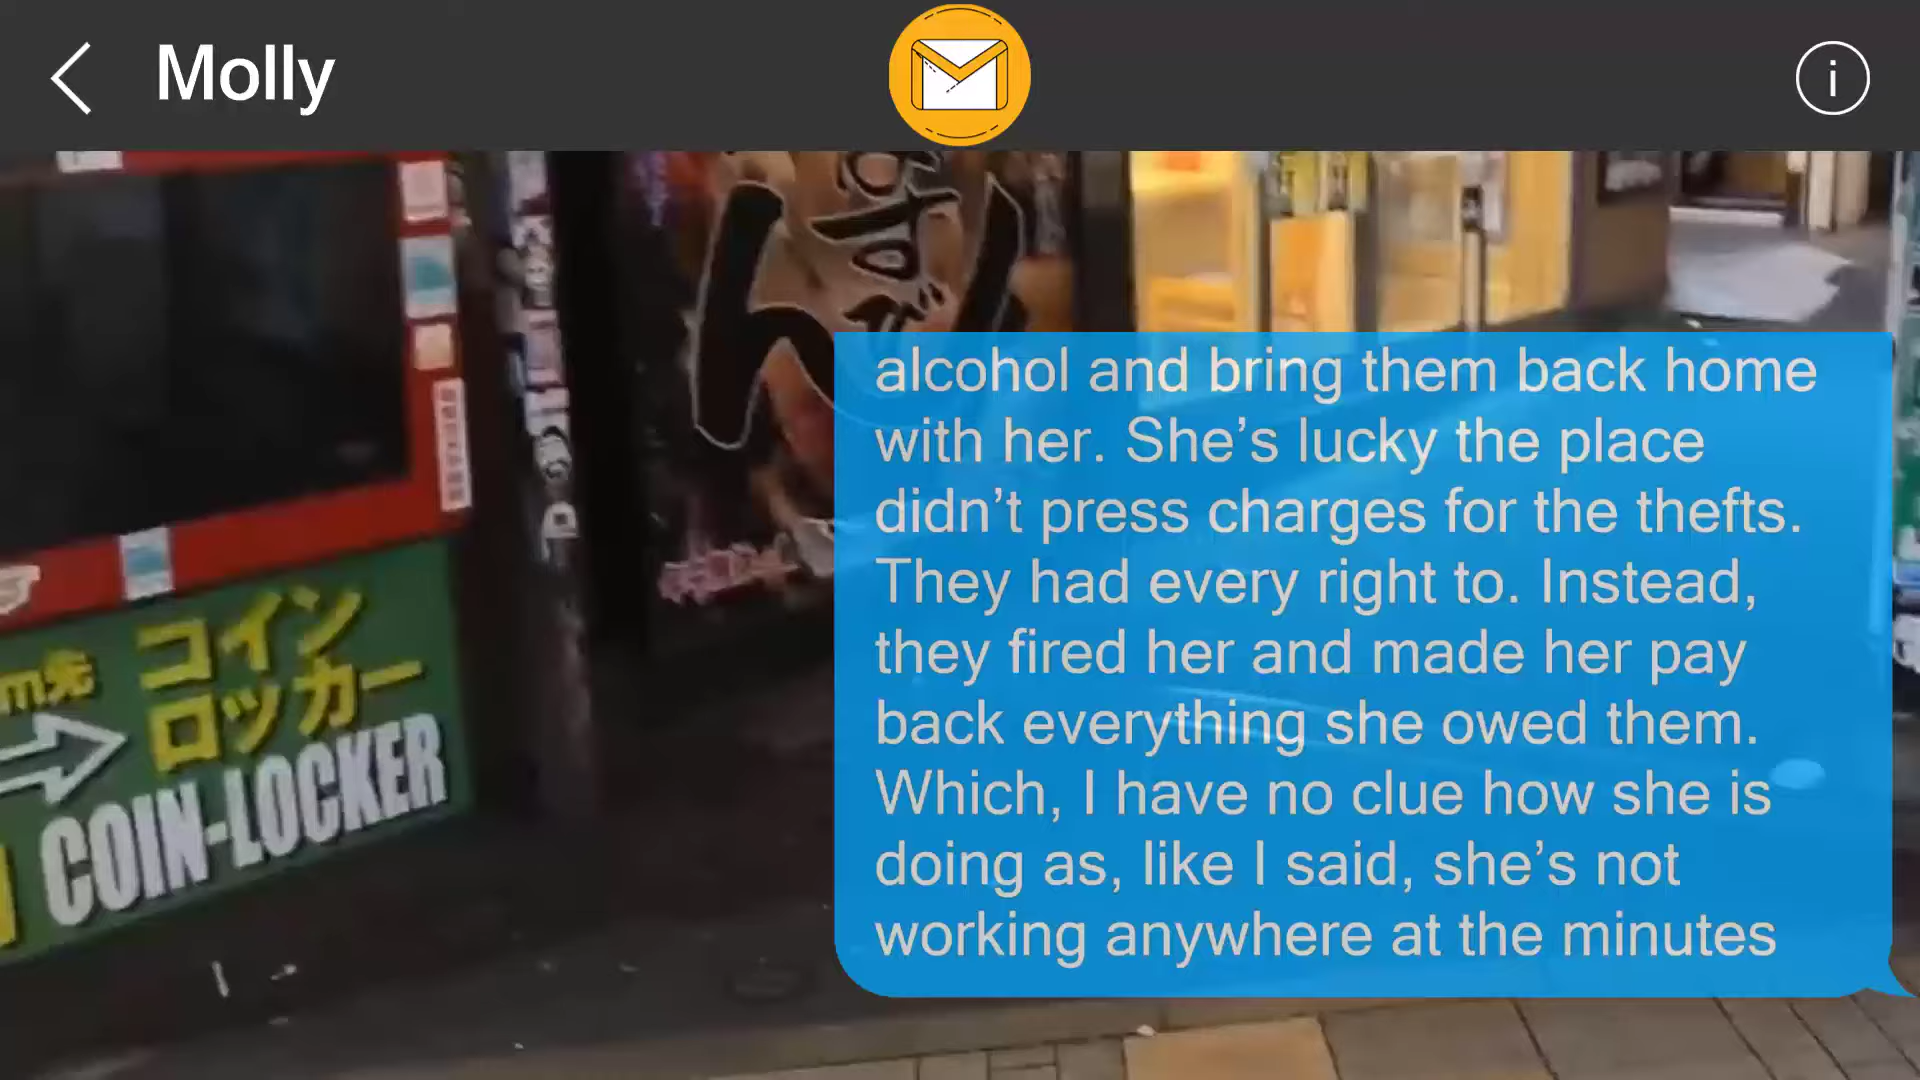 Molly
i
alcohol and bring them back home
with her. She’s lucky the place
didn’t press charges for the thefts.
They had every right to. Instead,
they fired her and made her pay
back everything she owed them.
Which, I have no clue how she is
doing as, like I said, she’s not
working anywhere at the minutes
m先
コイン
ロッカー
COIN-LOCKER